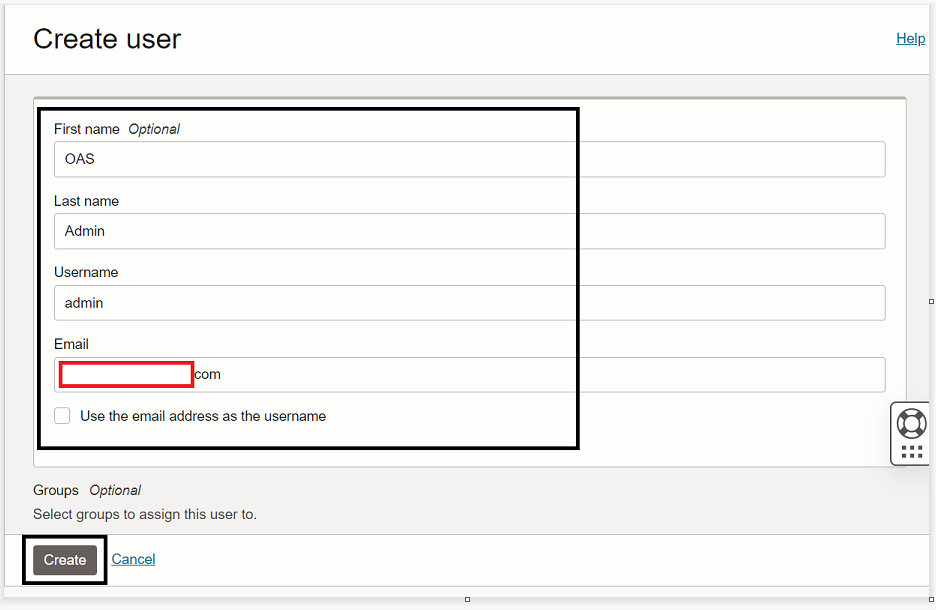 Create user
Help
First name Optional
OAS
Last name
Admin
Username
admin
Email
com
Use the email address as the username
Groups Optional
Select groups to assign this user to.
Create Cancel